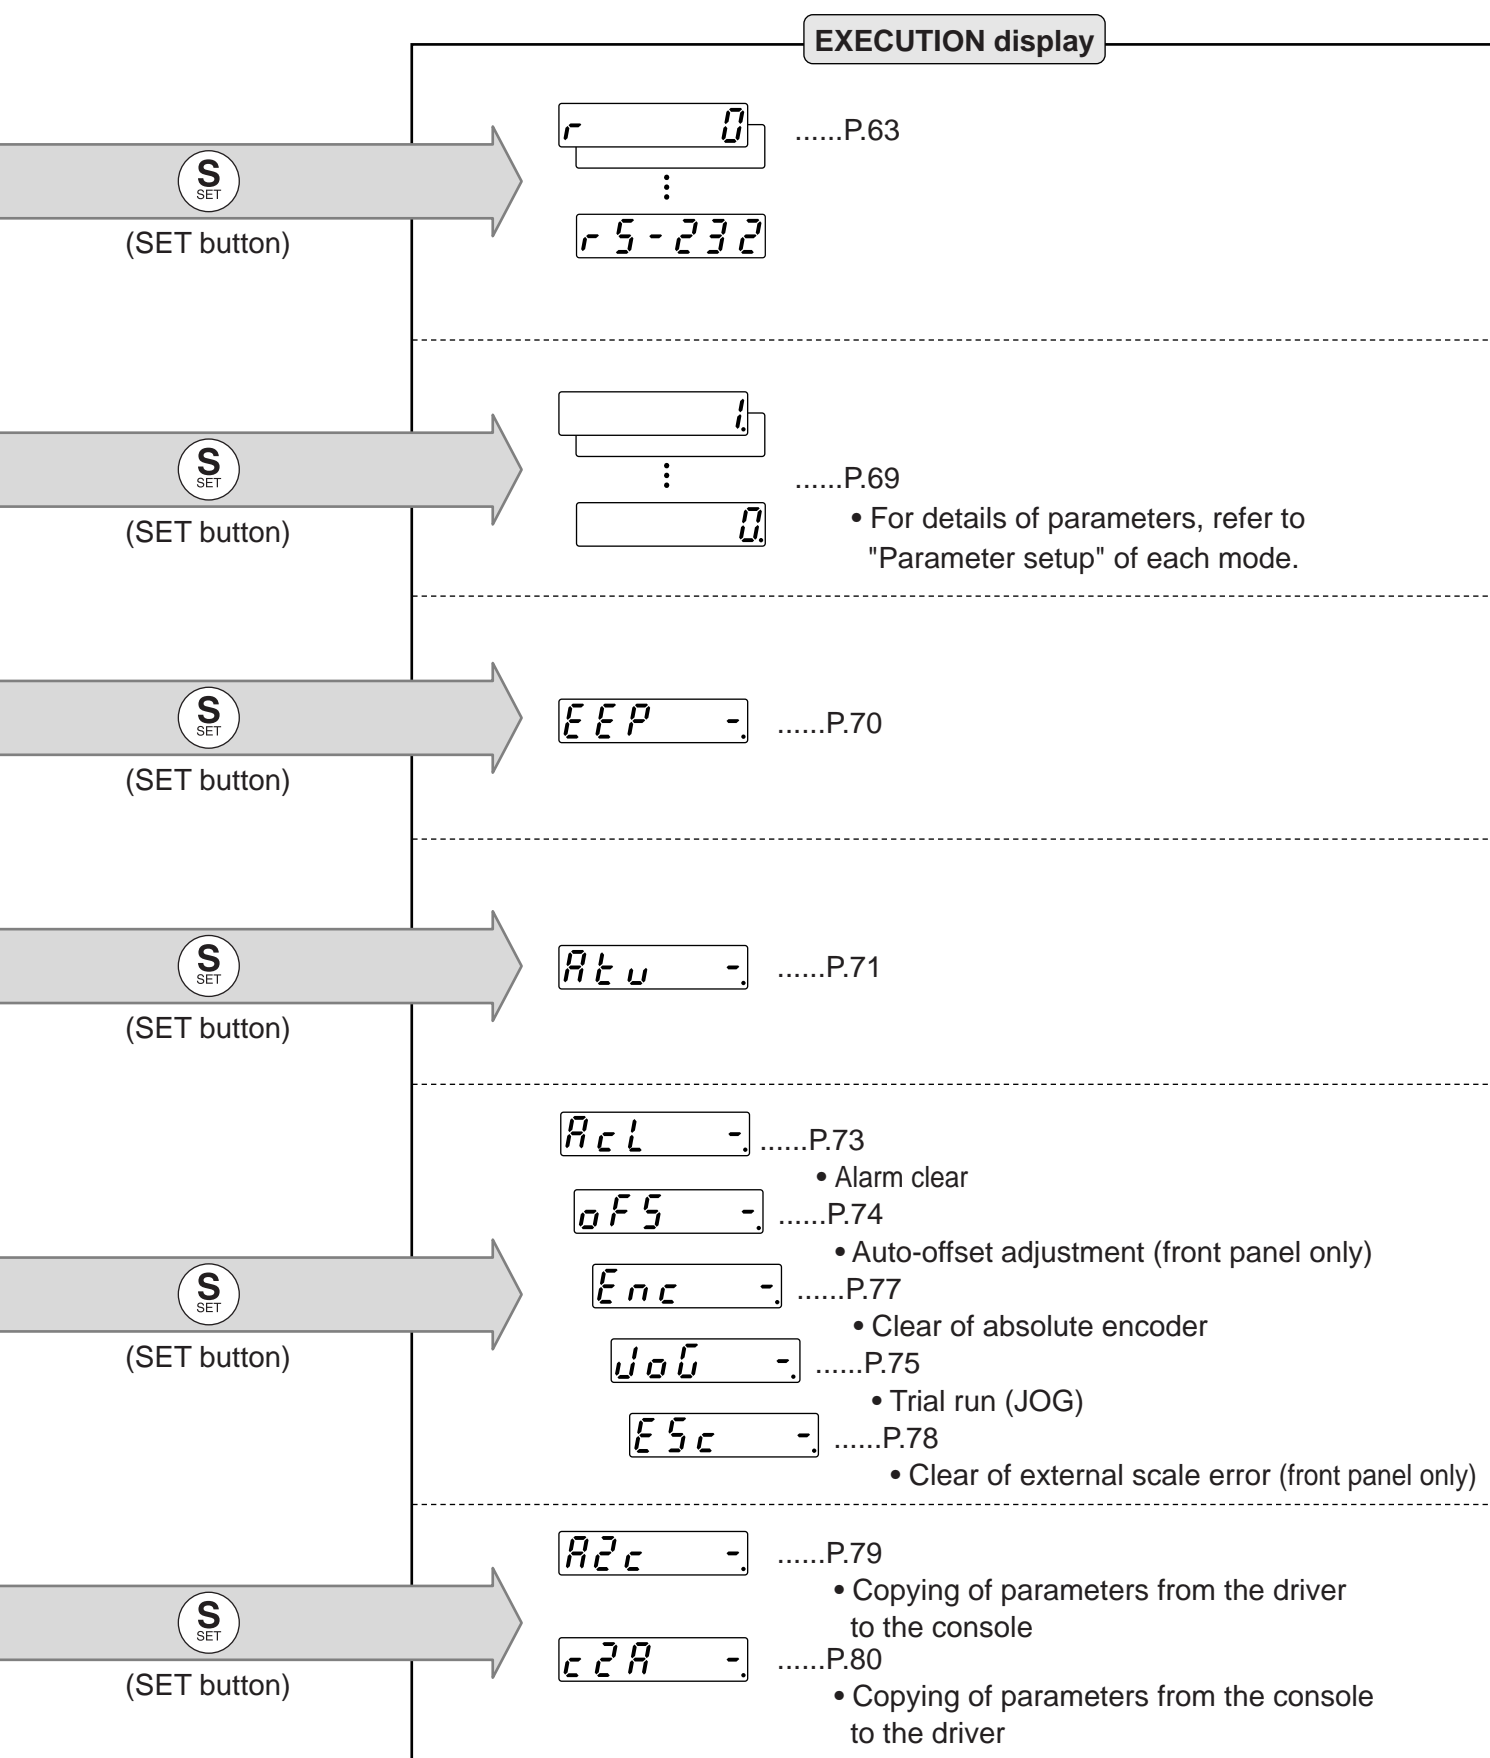 EXECUTION display
r 0 ......P.63
S
SET
(SET button)
rS-232
1.
S
SET
......P.69
(SET button)
0.
• For details of parameters, refer to
"Parameter setup" of each mode.
S
SET
EEP -. ......P.70
(SET button)
S
SET
Atu -. ......P.71
(SET button)
AcL -. ......P.73
• Alarm clear
oFS -. ......P.74
• Auto-offset adjustment (front panel only)
S
SET
Enc -. ......P.77
• Clear of absolute encoder
(SET button)
JoG -. ......P.75
• Trial run (JOG)
ESc -. ......P.78
• Clear of external scale error (front panel only)
A2c -. ......P.79
• Copying of parameters from the driver
to the console
S
SET
c2A -. ......P.80
(SET button)
• Copying of parameters from the console
to the driver